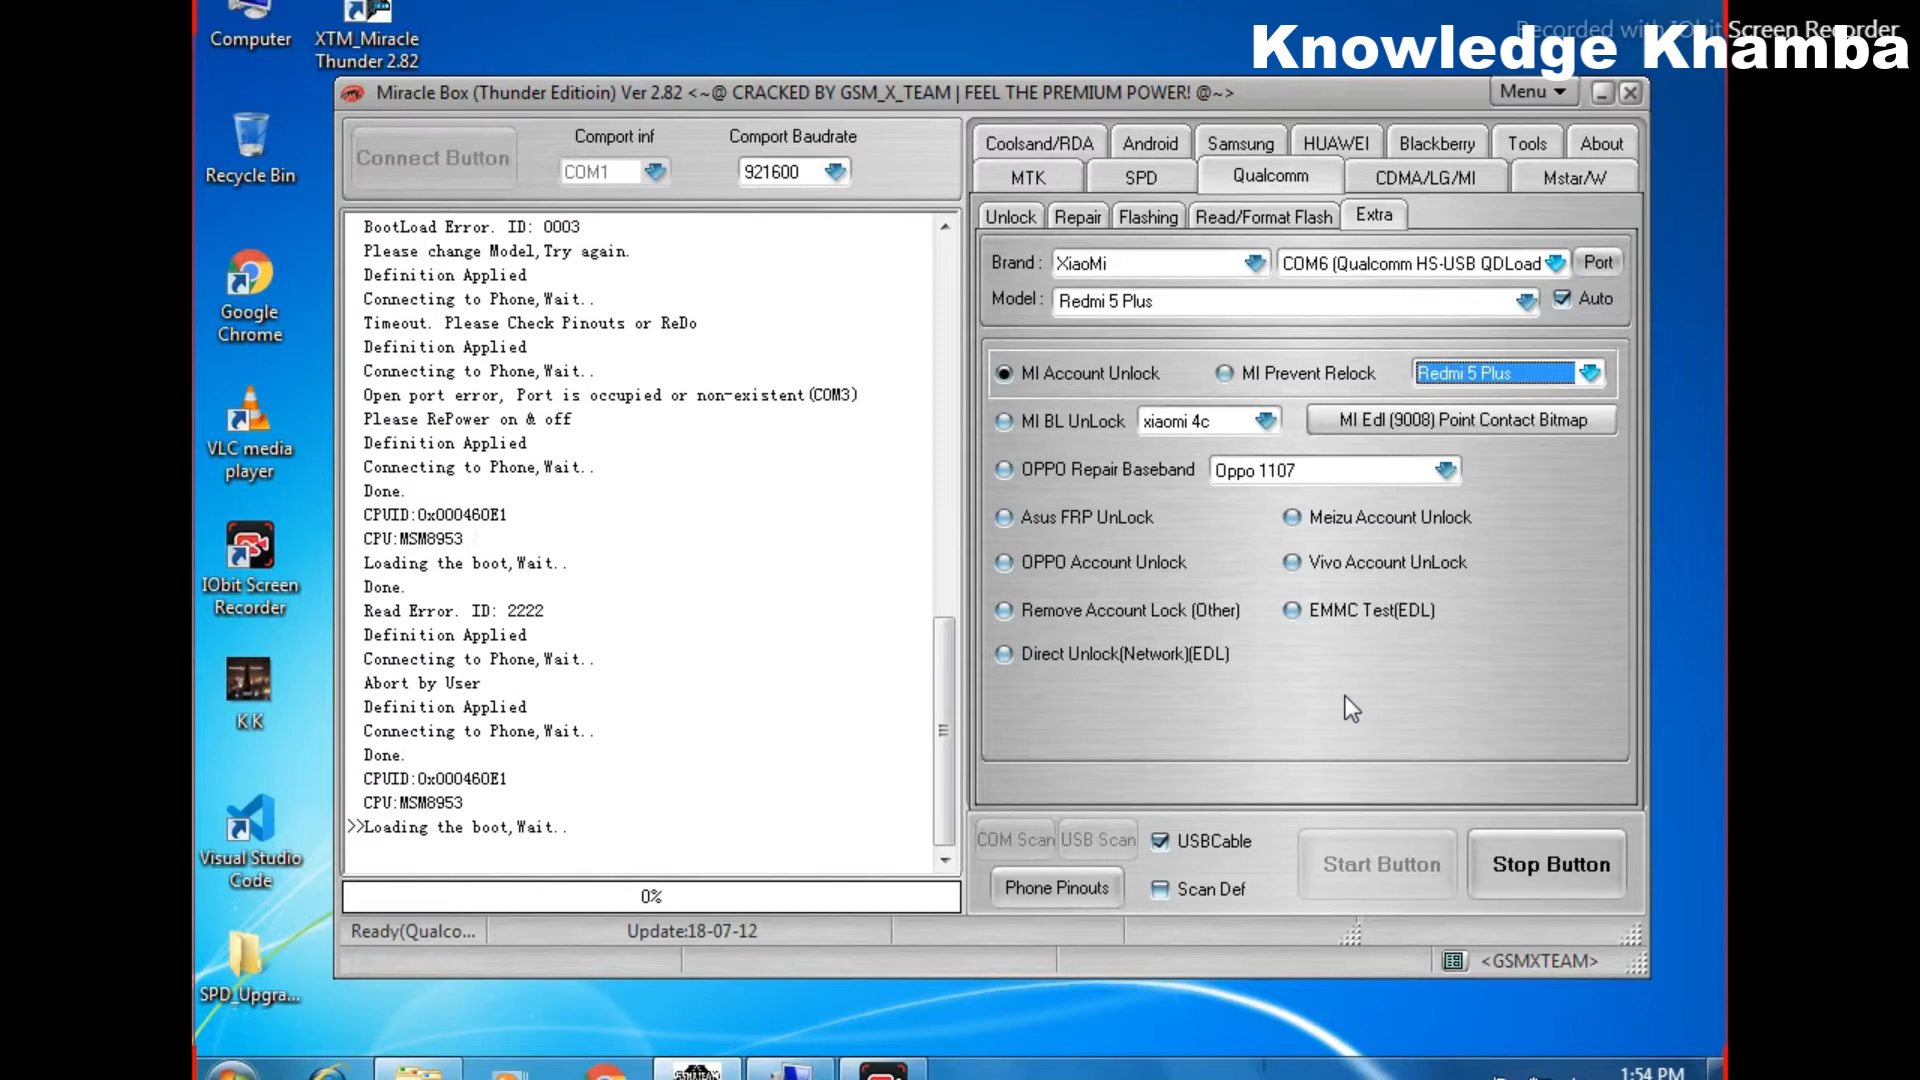 Recorded with IObit Screen Recorder
Knowledge Khamba
Computer
XTM_Miracle
Thunder 2.82
Recycle Bin
Google
Chrome
VLC media
player
IObit Screen
Recorder
K K
Visual Studio
Code
SPD_Upgra...
Miracle Box (Thunder Editioin) Ver 2.82 <~@ CRACKED BY GSM_X_TEAM | FEEL THE PREMIUM POWER! @~>
Menu
Connect Button
Comport inf
COM1
Comport Baudrate
921600
BootLoad Error. ID: 0003
Please change Model,Try again.
Definition Applied
Connecting to Phone,Wait..
Timeout. Please Check Pinouts or ReDo
Definition Applied
Connecting to Phone,Wait..
Open port error, Port is occupied or non-existent(COM3)
Please RePower on & off
Definition Applied
Connecting to Phone,Wait..
Done.
CPUID:0x000460E1
CPU:MSM8953
Loading the boot,Wait..
Done.
Read Error. ID: 2222
Definition Applied
Connecting to Phone,Wait..
Abort by User
Definition Applied
Connecting to Phone,Wait..
Done.
CPUID:0x000460E1
CPU:MSM8953
>>Loading the boot,Wait..
0%
Ready(Qualco...
Update:18-07-12
Coolsand/RDA Android Samsung HUAWEI Blackberry Tools About
MTK SPD Qualcomm CDMA/LG/MI Mstar/W
Unlock Repair Flashing Read/Format Flash Extra
Brand : XiaoMi COM6 (Qualcomm HS-USB QDLoad Port
Model : Redmi 5 Plus Auto
MI Account Unlock MI Prevent Relock Redmi 5 Plus
MI BL UnLock xiaomi 4c MI Edl (9008) Point Contact Bitmap
OPPO Repair Baseband Oppo 1107
Asus FRP UnLock Meizu Account Unlock
OPPO Account Unlock Vivo Account UnLock
Remove Account Lock (Other) EMMC Test(EDL)
Direct Unlock(Network)(EDL)
COM Scan USB Scan USBCable
Start Button Stop Button
Phone Pinouts Scan Def
<GSMXTEAM>
1:54 PM